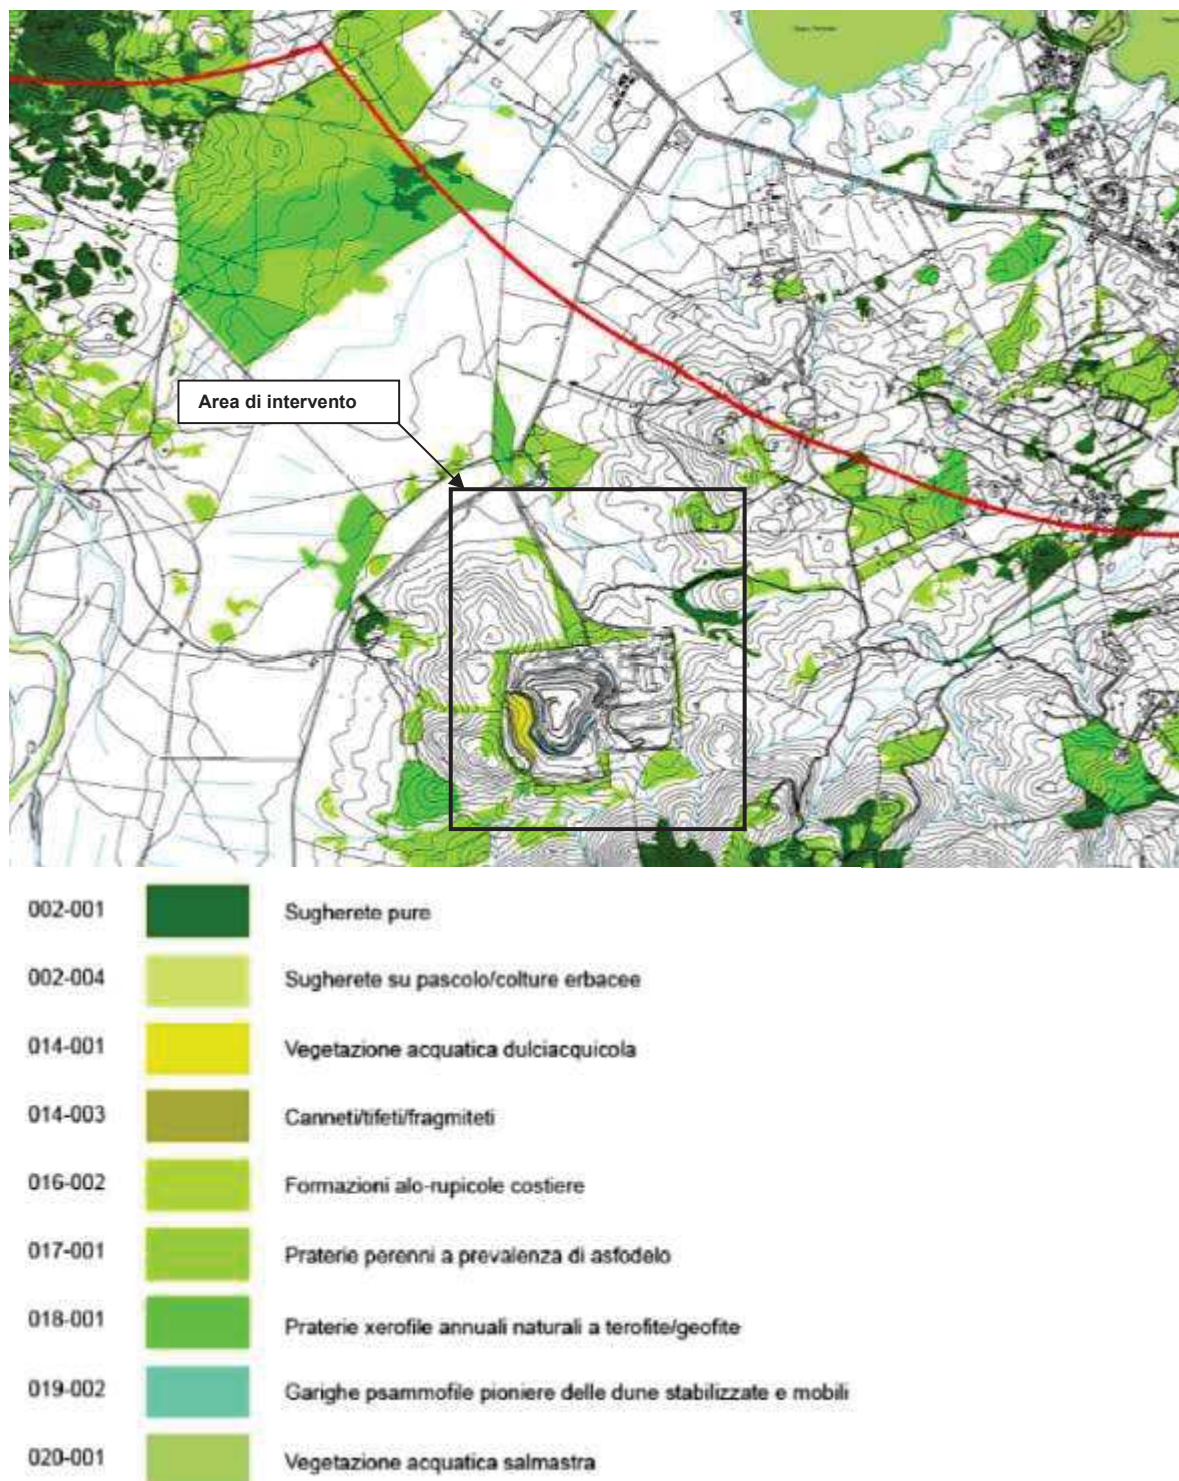 Area di intervento
002-001 Sugherete pure
002-004 Sugherete su pascolo/colture erbacee
014-001 Vegetazione acquatica dulciacquicola
014-003 Canneti/tifeti/fragmiteti
016-002 Formazioni alo-rupicole costiere
017-001 Praterie perenni a prevalenza di asfodelo
018-001 Praterie xerofile annuali naturali a terofite/geofite
019-002 Garighe psammofile pioniere delle dune stabilizzate e mobili
020-001 Vegetazione acquatica salmastra